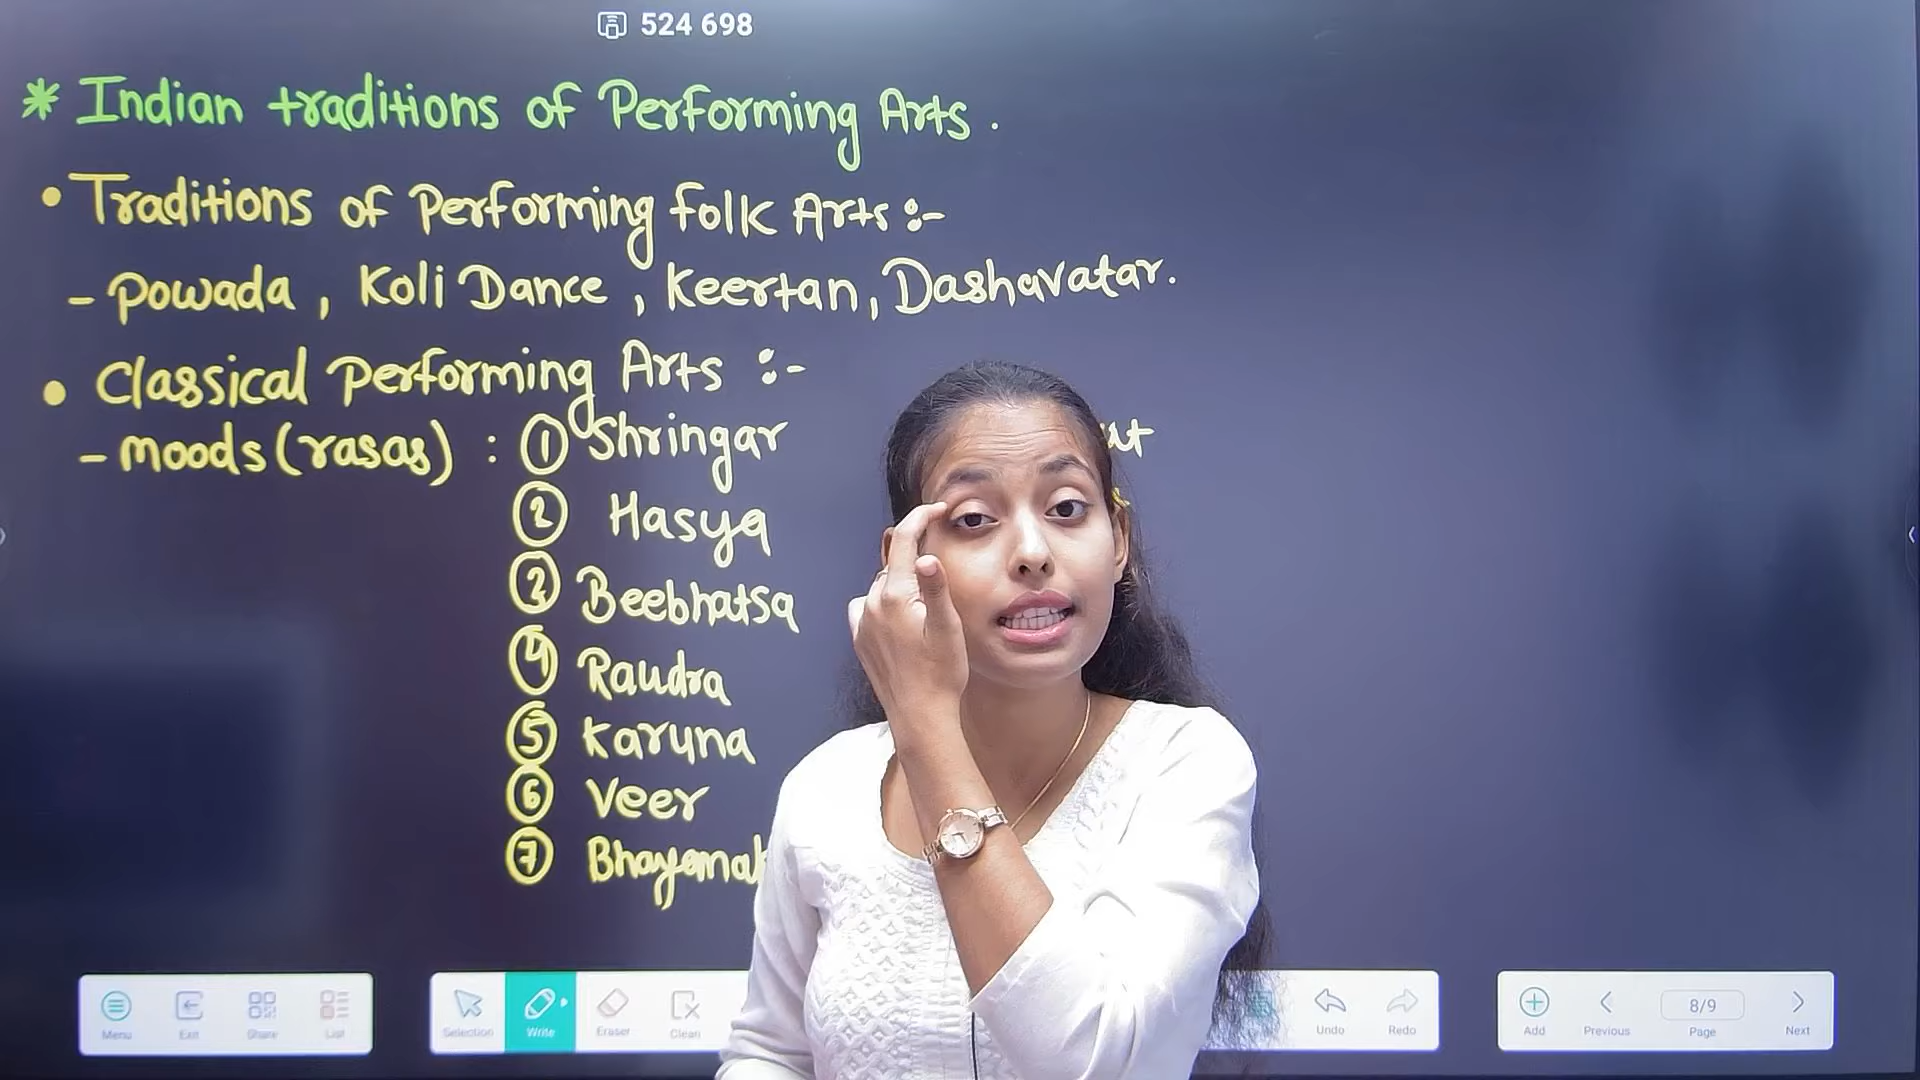 524 698
* Indian traditions of Performing Arts.
• Traditions of Performing folk Arts :-
- Powada, Koli Dance, Keertan, Dashavatar.
• Classical Performing Arts :-
- moods (rasas) : ① Shringar
② Hasya
③ Beebhatsa
④ Raudra
⑤ Karuna
⑥ Veer
⑦
Menu Exit Share List Selection Write Eraser Clean Undo Redo Add Previous 8/9 Page Next